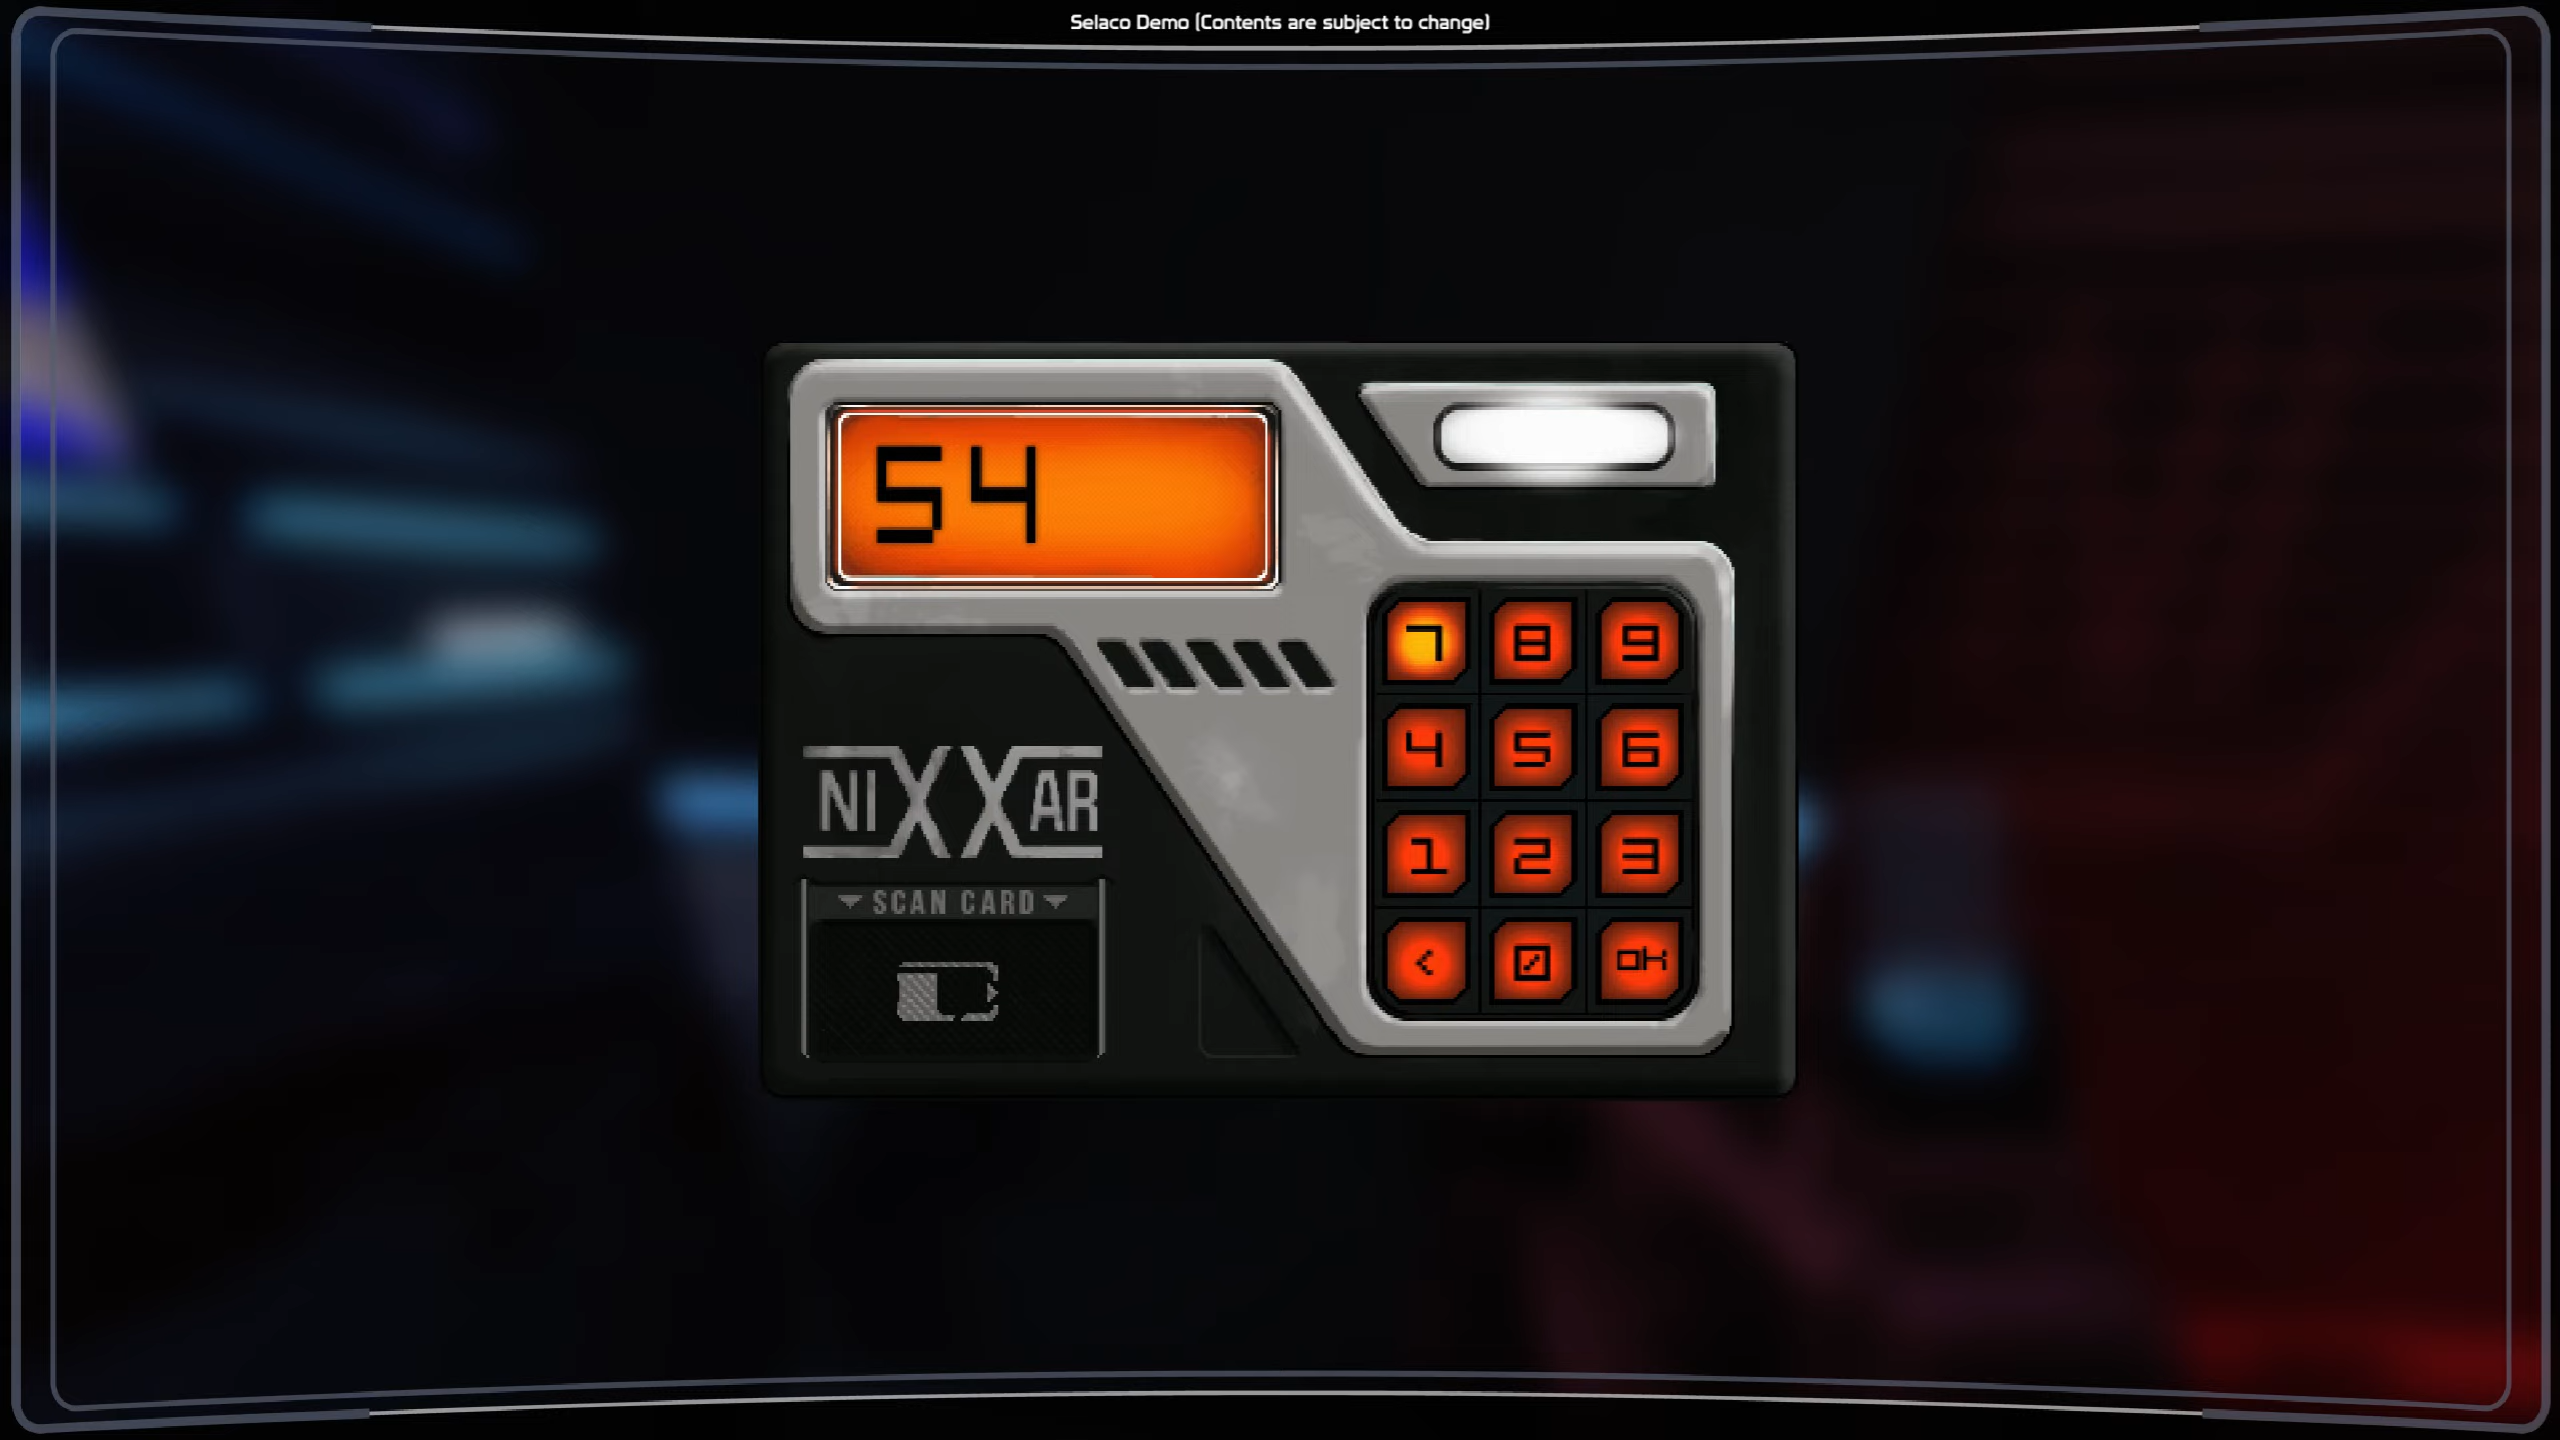 Selaco Demo (Contents are subject to change)
54
7 8 9
4 5 6
1 2 3
< 0 OK
NIXXAR
SCAN CARD